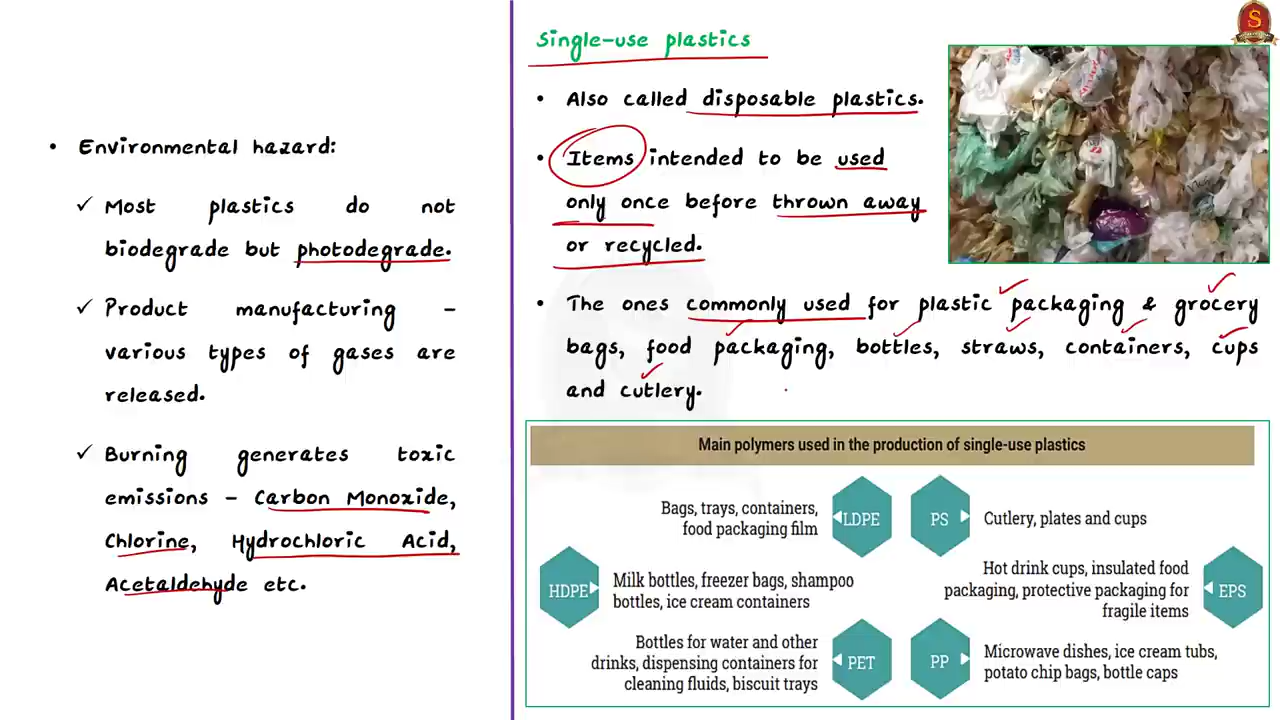 • Environmental hazard:
✓ Most plastics do not
biodegrade but photodegrade.
✓ Product manufacturing –
various types of gases are
released.
✓ Burning generates toxic
emissions – Carbon Monoxide,
Chlorine, Hydrochloric Acid,
Acetaldehyde etc.
Single-use plastics
• Also called disposable plastics.
• Items intended to be used
only once before thrown away
or recycled.
• The ones commonly used for plastic packaging & grocery
bags, food packaging, bottles, straws, containers, cups
and cutlery.
S
Main polymers used in the production of single-use plastics
Bags, trays, containers,
food packaging film
LDPE
PS
Cutlery, plates and cups
HDPE
Milk bottles, freezer bags, shampoo
bottles, ice cream containers
Hot drink cups, insulated food
packaging, protective packaging for
fragile items
EPS
Bottles for water and other
drinks, dispensing containers for
cleaning fluids, biscuit trays
PET
PP
Microwave dishes, ice cream tubs,
potato chip bags, bottle caps